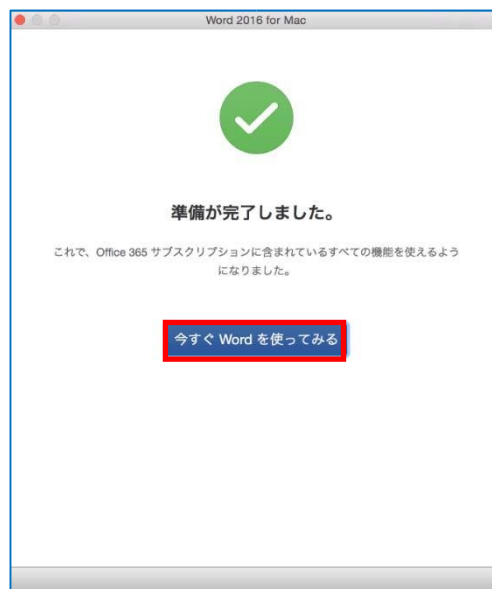 Word 2016 for Mac
準備が完了しました。
これで、Office 365 サブスクリプションに含まれているすべての機能を使えるよう
になりました。
今すぐ Word を使ってみる